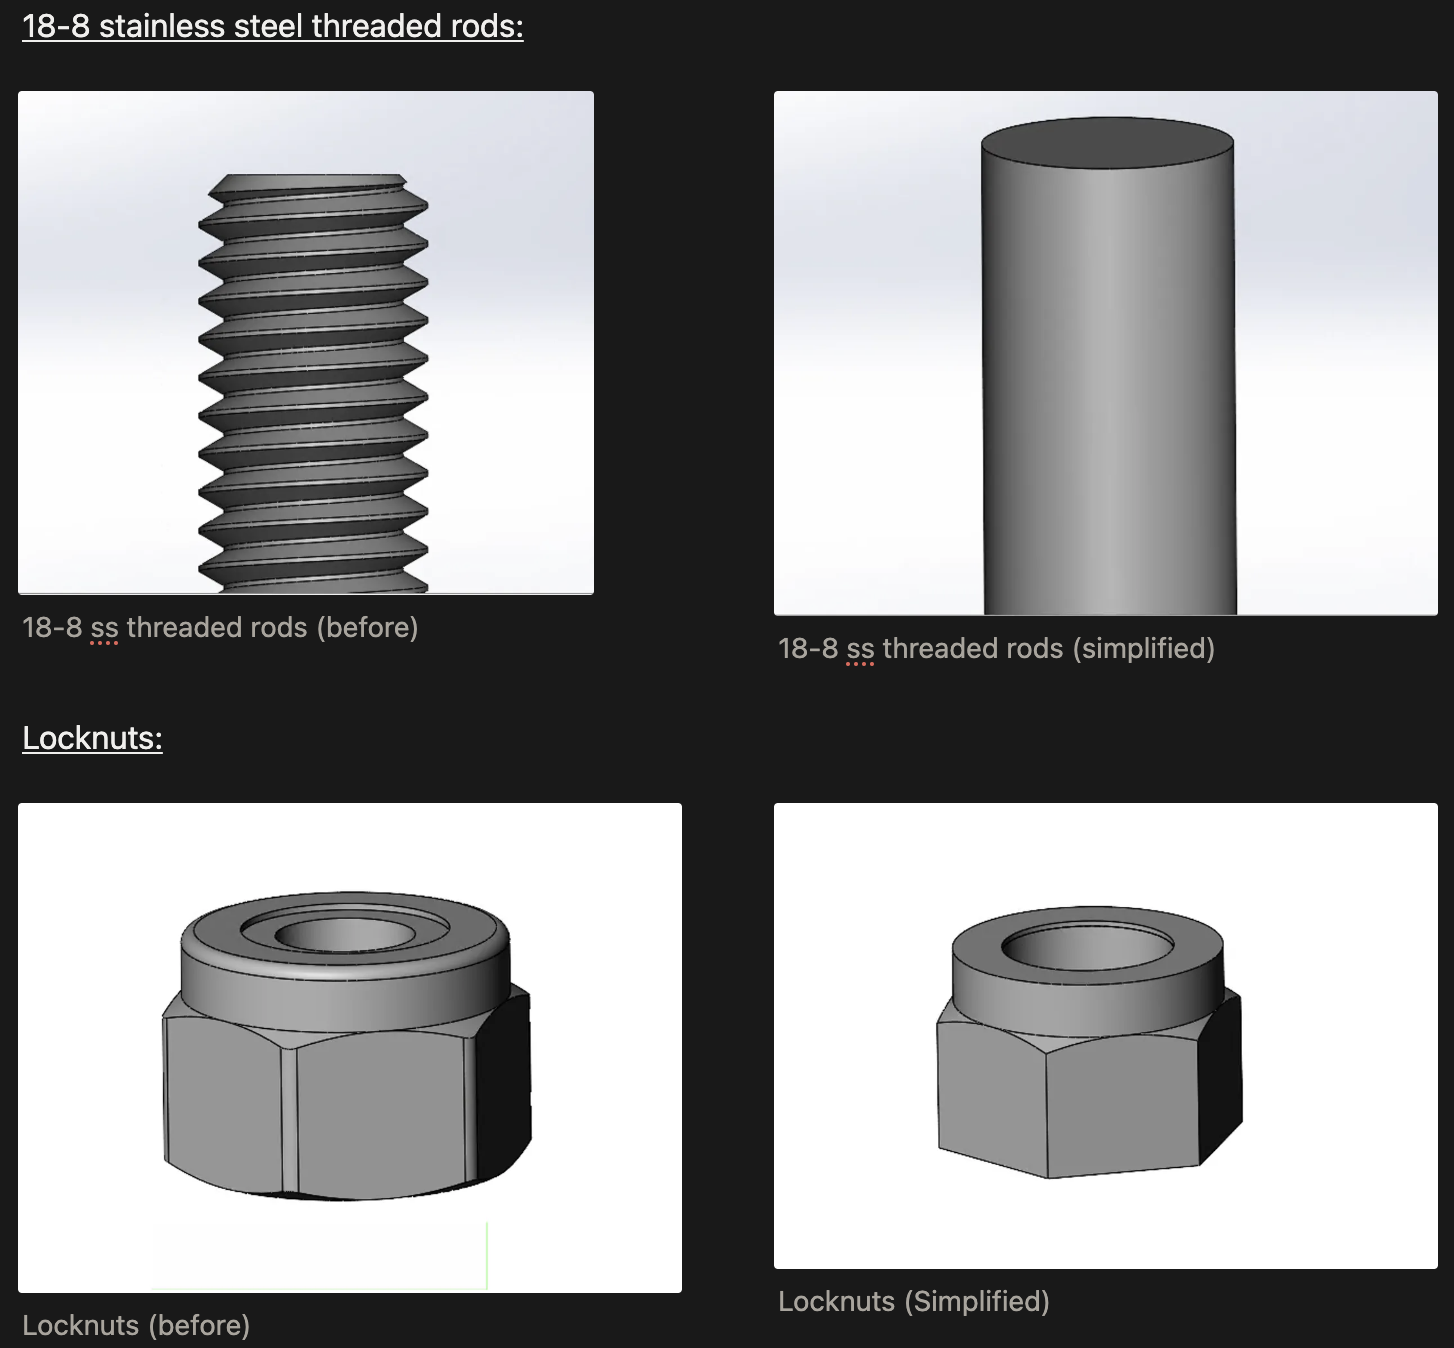 18-8 stainless steel threaded rods:
18-8 ss threaded rods (before)
18-8 ss threaded rods (simplified)
Locknuts:
Locknuts (before)
Locknuts (Simplified)